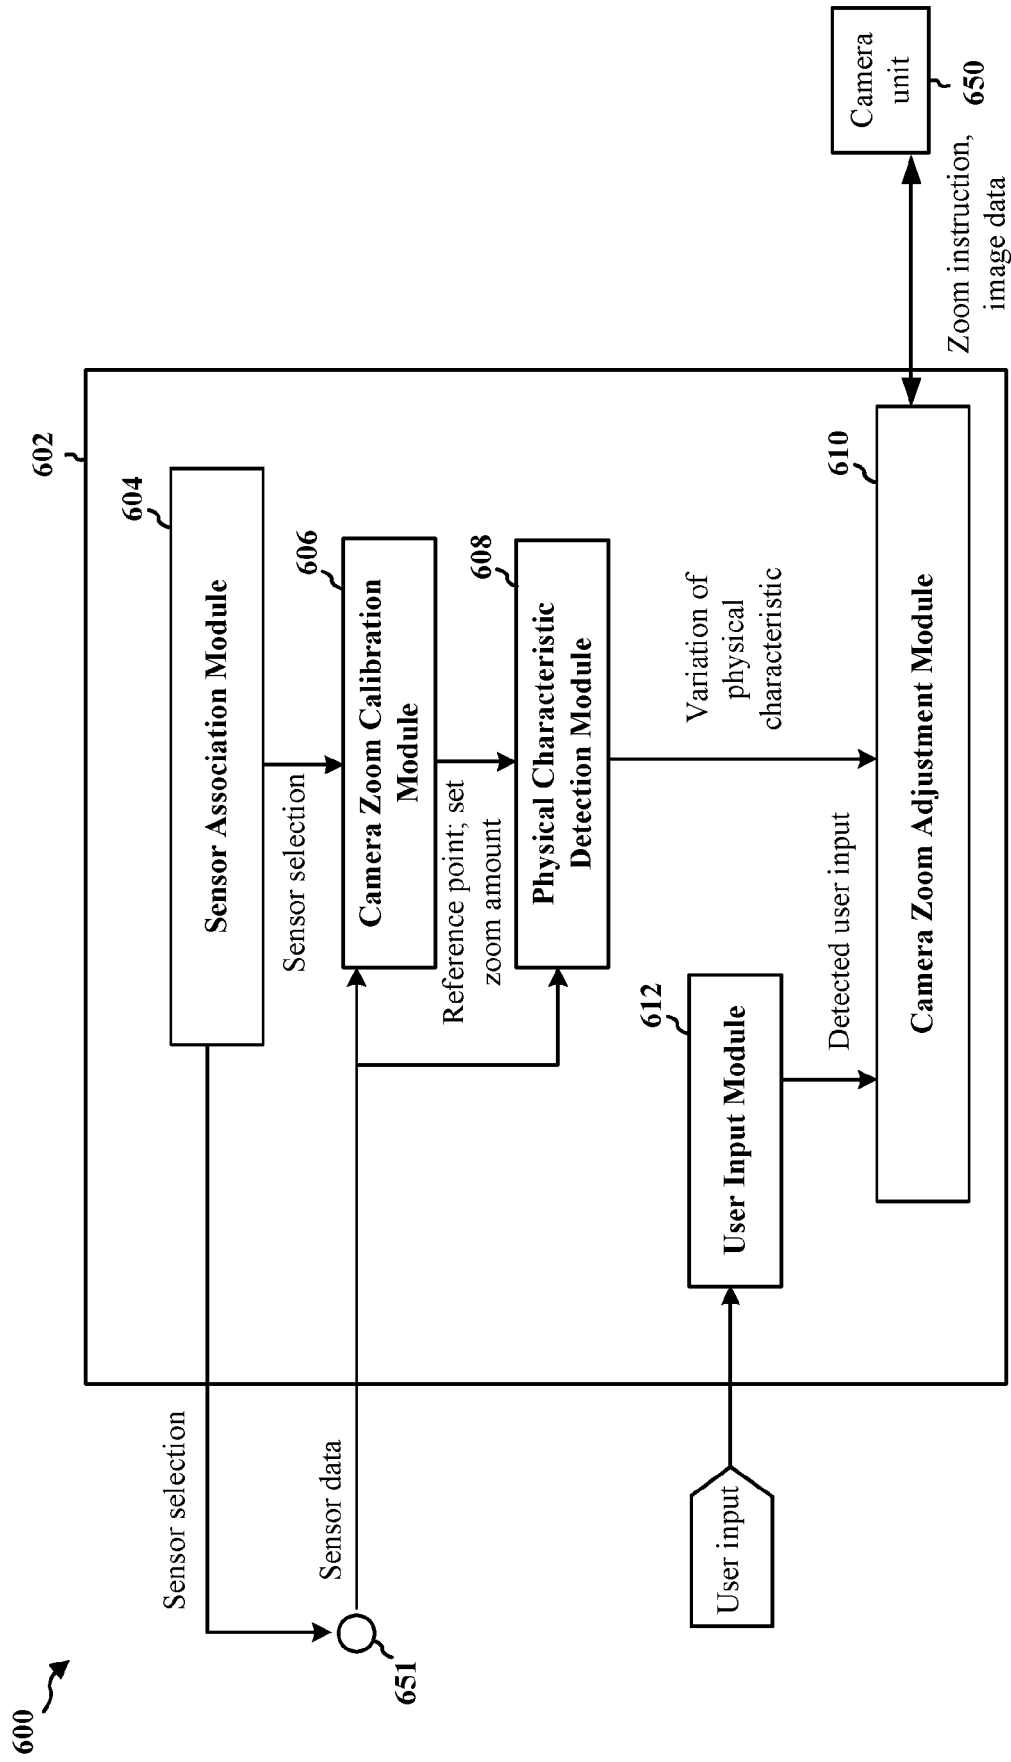 600
602
Sensor selection
Sensor Association Module
604
Sensor selection
651
Sensor data
Camera Zoom Calibration
Module
606
Reference point; set
zoom amount
Physical Characteristic
Detection Module
608
User input
User Input Module
612
Variation of
physical
characteristic
Detected user input
Camera Zoom Adjustment Module
610
Zoom instruction,
image data
Camera
unit
650